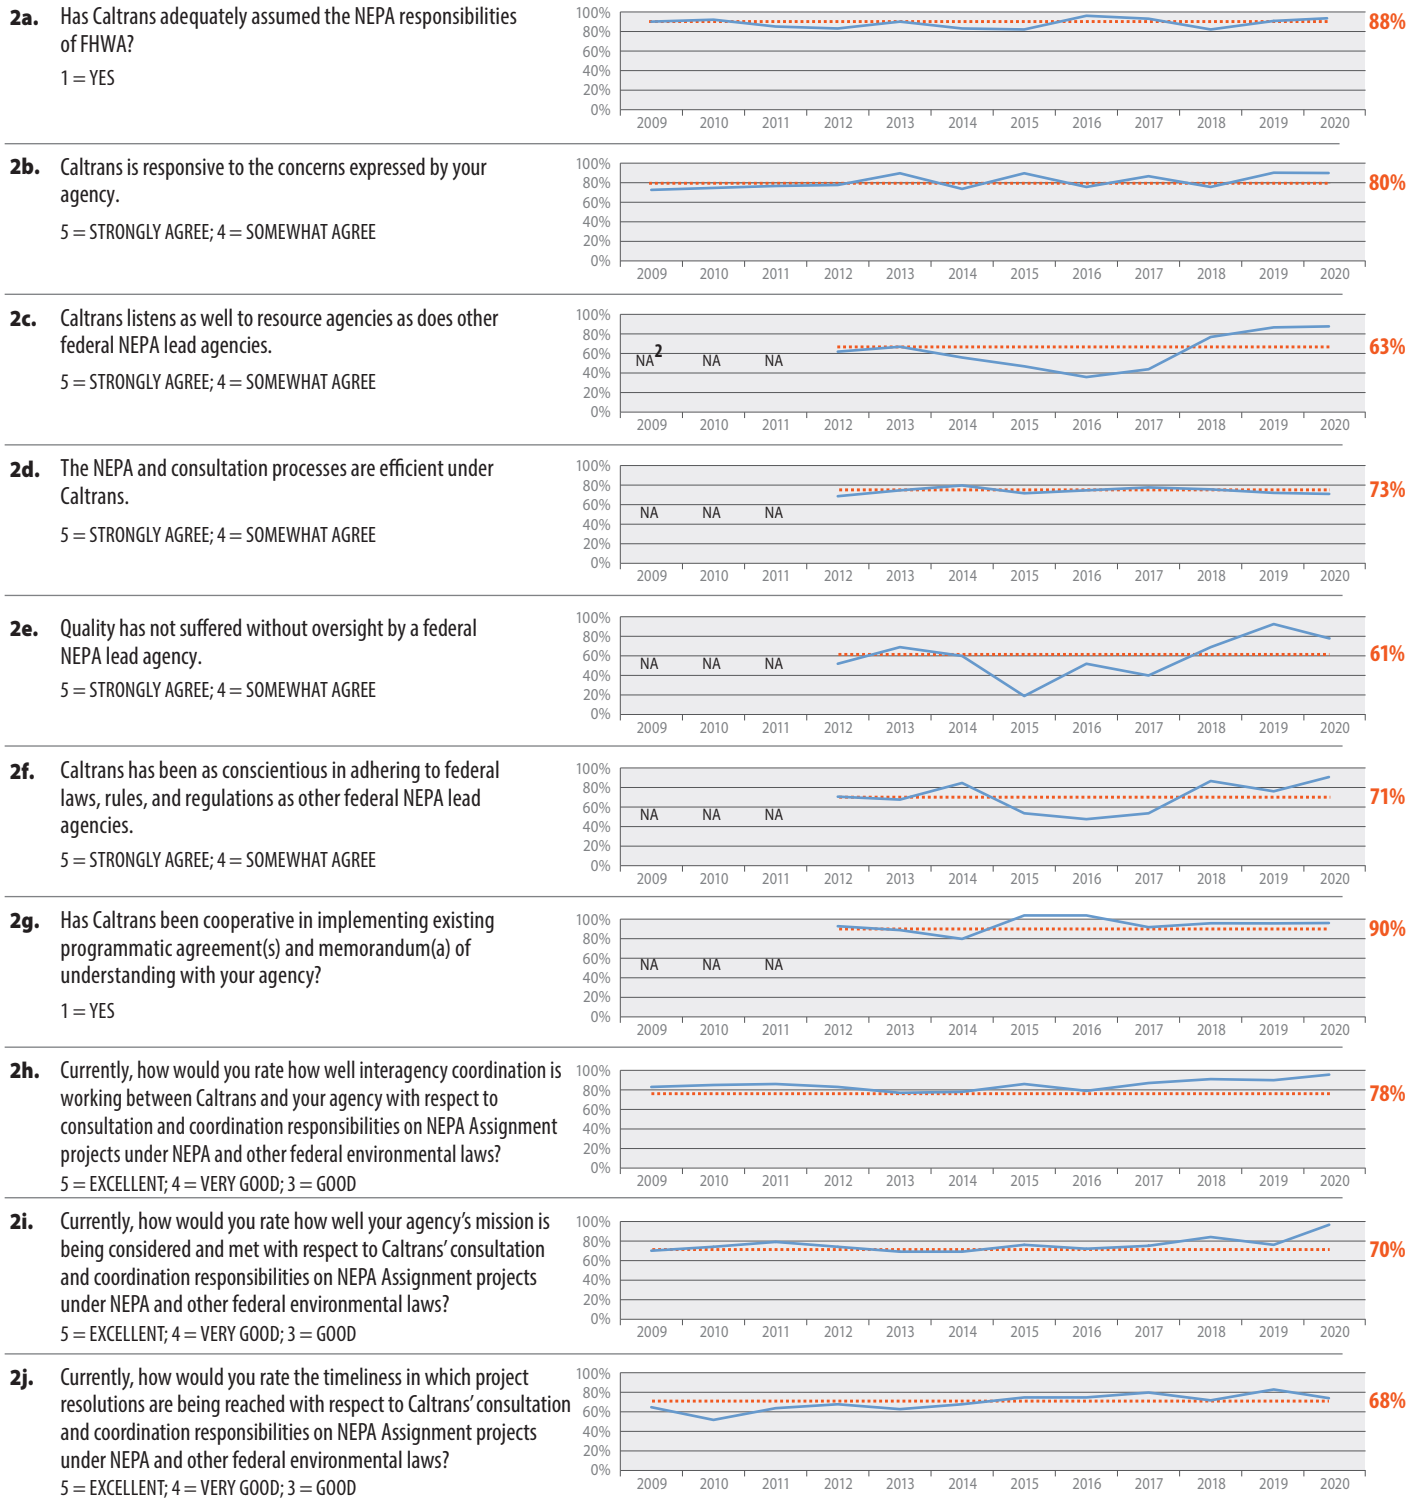 2a. Has Caltrans adequately assumed the NEPA responsibilities
of FHWA?
1 = YES
100%
80%
60%
40%
20%
0%
2009 2010 2011 2012 2013 2014 2015 2016 2017 2018 2019 2020
88%
2b. Caltrans is responsive to the concerns expressed by your
agency.
5 = STRONGLY AGREE; 4 = SOMEWHAT AGREE
100%
80%
60%
40%
20%
0%
2009 2010 2011 2012 2013 2014 2015 2016 2017 2018 2019 2020
80%
2c. Caltrans listens as well to resource agencies as does other
federal NEPA lead agencies.
5 = STRONGLY AGREE; 4 = SOMEWHAT AGREE
100%
80%
60%
40%
20%
0%
NA2 NA NA
2009 2010 2011 2012 2013 2014 2015 2016 2017 2018 2019 2020
63%
2d. The NEPA and consultation processes are efficient under
Caltrans.
5 = STRONGLY AGREE; 4 = SOMEWHAT AGREE
100%
80%
60%
40%
20%
0%
NA NA NA
2009 2010 2011 2012 2013 2014 2015 2016 2017 2018 2019 2020
73%
2e. Quality has not suffered without oversight by a federal
NEPA lead agency.
5 = STRONGLY AGREE; 4 = SOMEWHAT AGREE
100%
80%
60%
40%
20%
0%
NA NA NA
2009 2010 2011 2012 2013 2014 2015 2016 2017 2018 2019 2020
61%
2f. Caltrans has been as conscientious in adhering to federal
laws, rules, and regulations as other federal NEPA lead
agencies.
5 = STRONGLY AGREE; 4 = SOMEWHAT AGREE
100%
80%
60%
40%
20%
0%
NA NA NA
2009 2010 2011 2012 2013 2014 2015 2016 2017 2018 2019 2020
71%
2g. Has Caltrans been cooperative in implementing existing
programmatic agreement(s) and memorandum(a) of
understanding with your agency?
1 = YES
100%
80%
60%
40%
20%
0%
NA NA NA
2009 2010 2011 2012 2013 2014 2015 2016 2017 2018 2019 2020
90%
2h. Currently, how would you rate how well interagency coordination is
working between Caltrans and your agency with respect to
consultation and coordination responsibilities on NEPA Assignment
projects under NEPA and other federal environmental laws?
5 = EXCELLENT; 4 = VERY GOOD; 3 = GOOD
100%
80%
60%
40%
20%
0%
2009 2010 2011 2012 2013 2014 2015 2016 2017 2018 2019 2020
78%
2i. Currently, how would you rate how well your agency's mission is
being considered and met with respect to Caltrans' consultation
and coordination responsibilities on NEPA Assignment projects
under NEPA and other federal environmental laws?
5 = EXCELLENT; 4 = VERY GOOD; 3 = GOOD
100%
80%
60%
40%
20%
0%
2009 2010 2011 2012 2013 2014 2015 2016 2017 2018 2019 2020
70%
2j. Currently, how would you rate the timeliness in which project
resolutions are being reached with respect to Caltrans' consultation
and coordination responsibilities on NEPA Assignment projects
under NEPA and other federal environmental laws?
5 = EXCELLENT; 4 = VERY GOOD; 3 = GOOD
100%
80%
60%
40%
20%
0%
2009 2010 2011 2012 2013 2014 2015 2016 2017 2018 2019 2020
68%